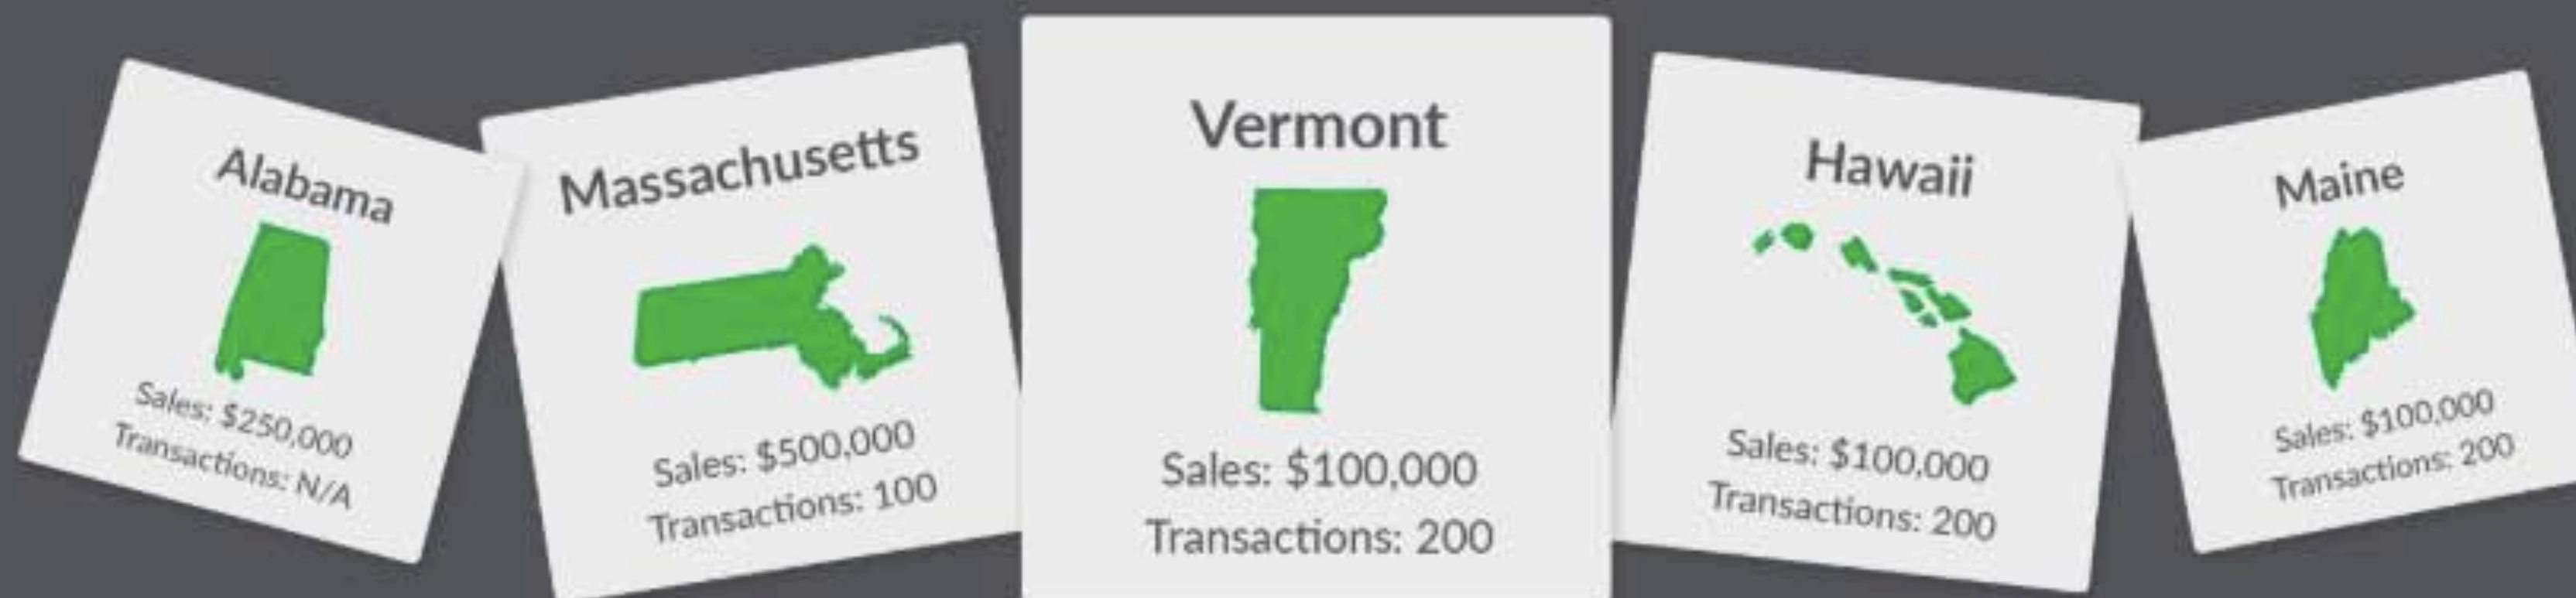 Alabama
Sales: $250,000
Transactions: N/A
Massachusetts
Sales: $500,000
Transactions: 100
Vermont
Sales: $100,000
Transactions: 200
Hawaii
Sales: $100,000
Transactions: 200
Maine
Sales: $100,000
Transactions: 200